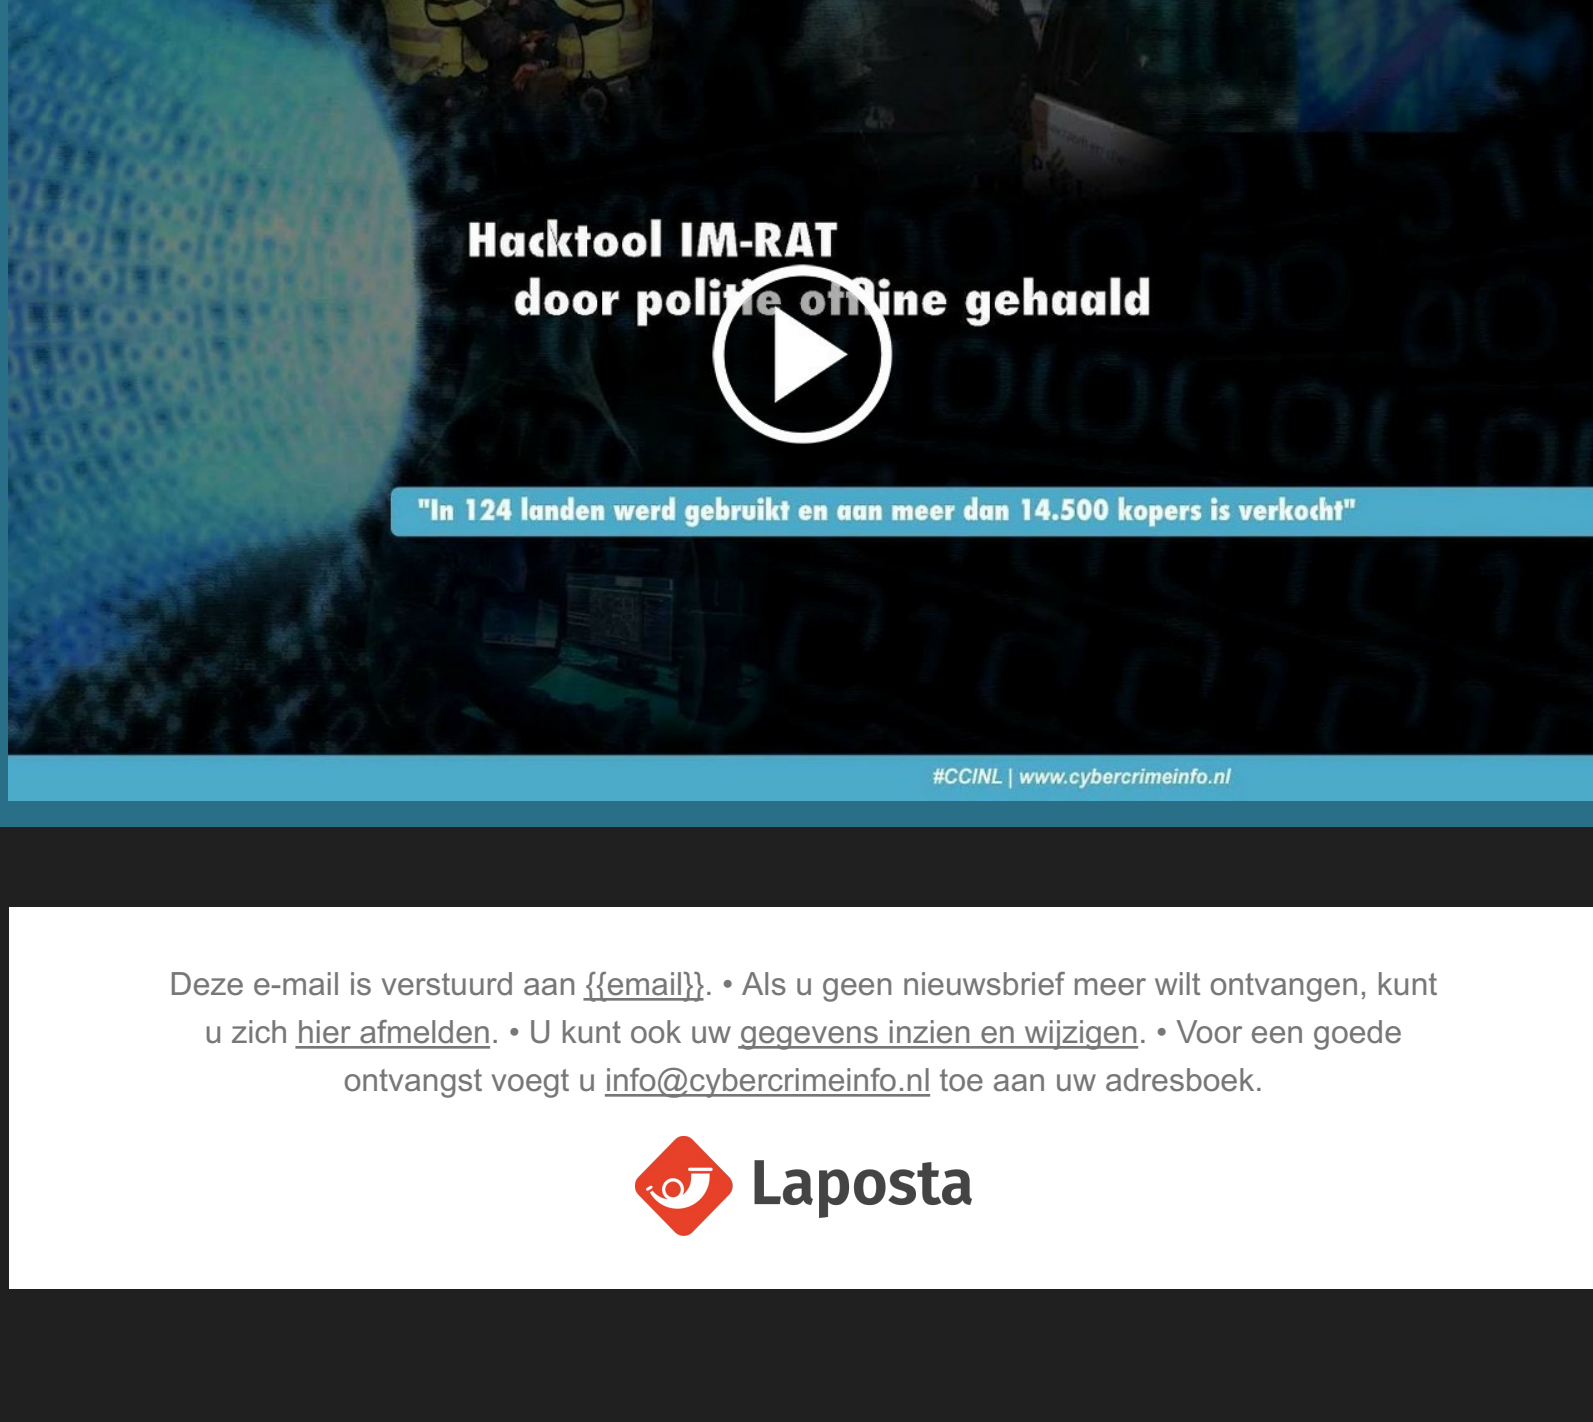 Hacktool IM-RAT
door politie offline gehaald
"In 124 landen werd gebruikt en aan meer dan 14.500 kopers is verkocht"
#CCINL | www.cybercrimeinfo.nl
Deze e-mail is verstuurd aan {{email}}. • Als u geen nieuwsbrief meer wilt ontvangen, kunt
u zich hier afmelden. • U kunt ook uw gegevens inzien en wijzigen. • Voor een goede
ontvangst voegt u info@cybercrimeinfo.nl toe aan uw adresboek.
Laposta